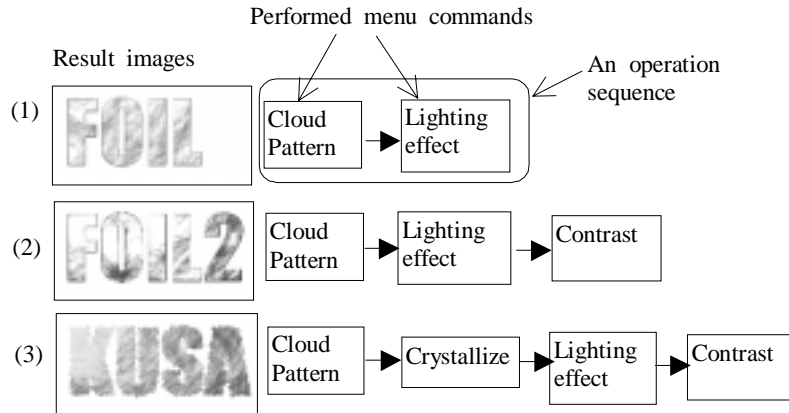 Performed menu commands
Result images
An operation
sequence
(1)
FOIL
Cloud
Pattern
Lighting
effect
(2)
FOIL2
Cloud
Pattern
Lighting
effect
Contrast
(3)
KUSA
Cloud
Pattern
Crystallize
Lighting
effect
Contrast